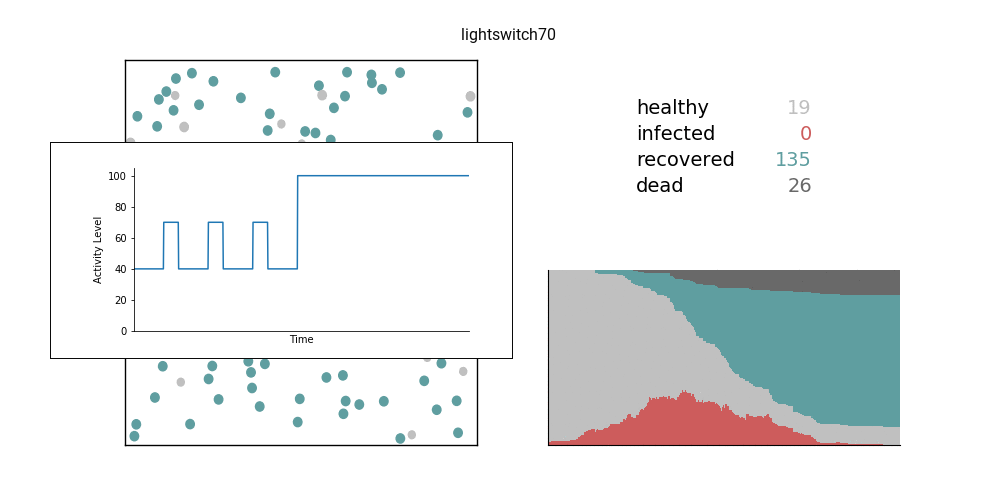 lightswitch70
healthy 19
infected 0
recovered 135
dead 26
100
80
60
40
20
0
Activity Level
Time